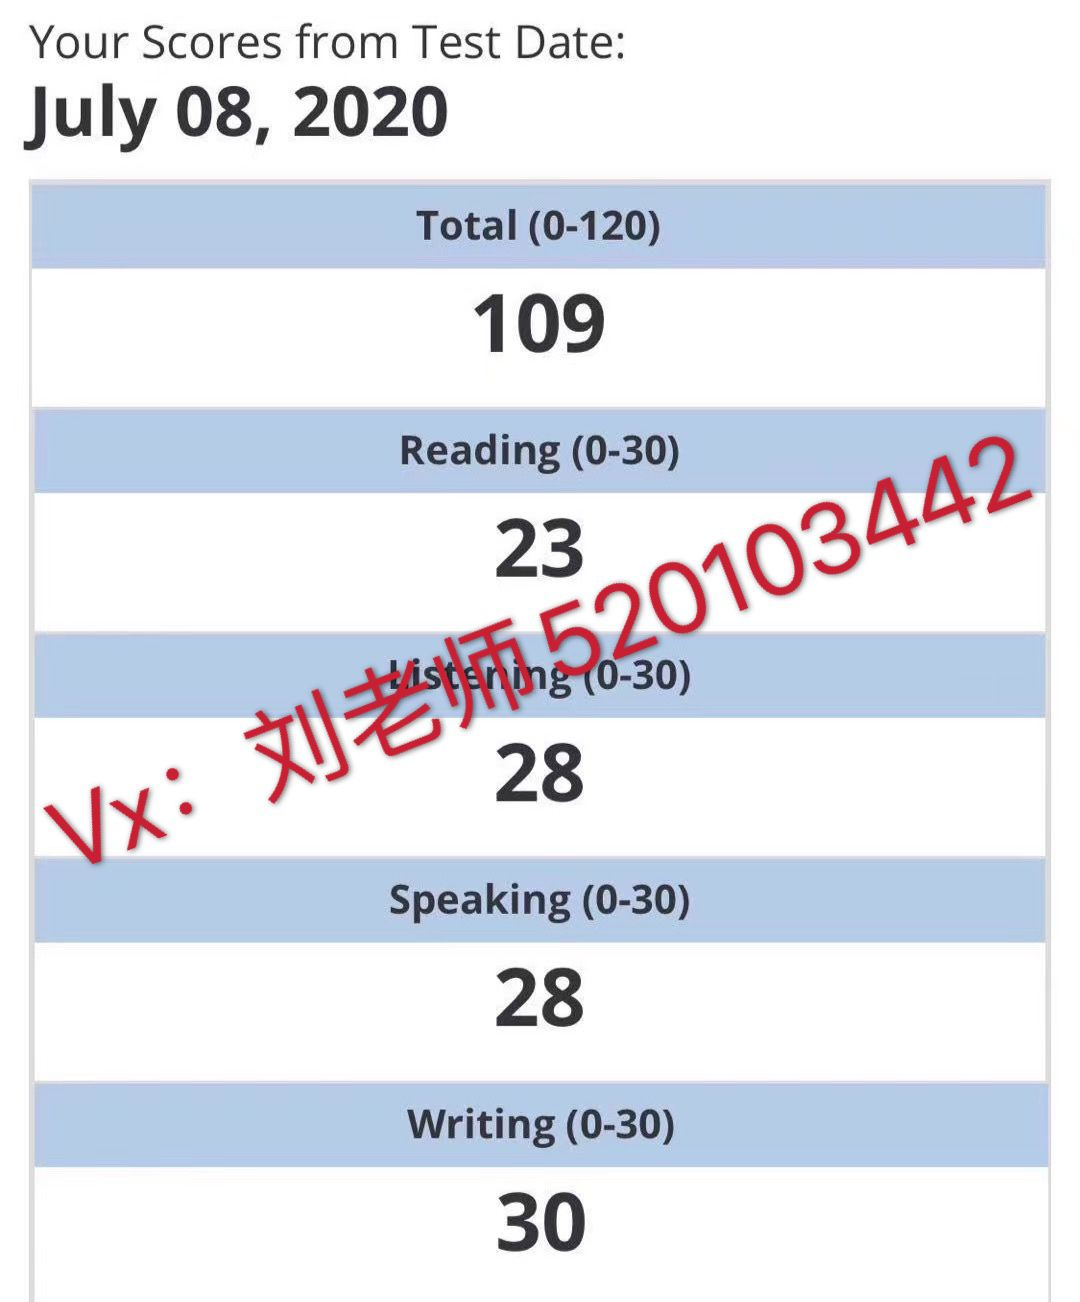 Your Scores from Test Date:
July 08, 2020
Total (0-120)
109
Reading (0-30)
23
Listening (0-30)
28
Speaking (0-30)
28
Writing (0-30)
30
Vx：刘老师520103442